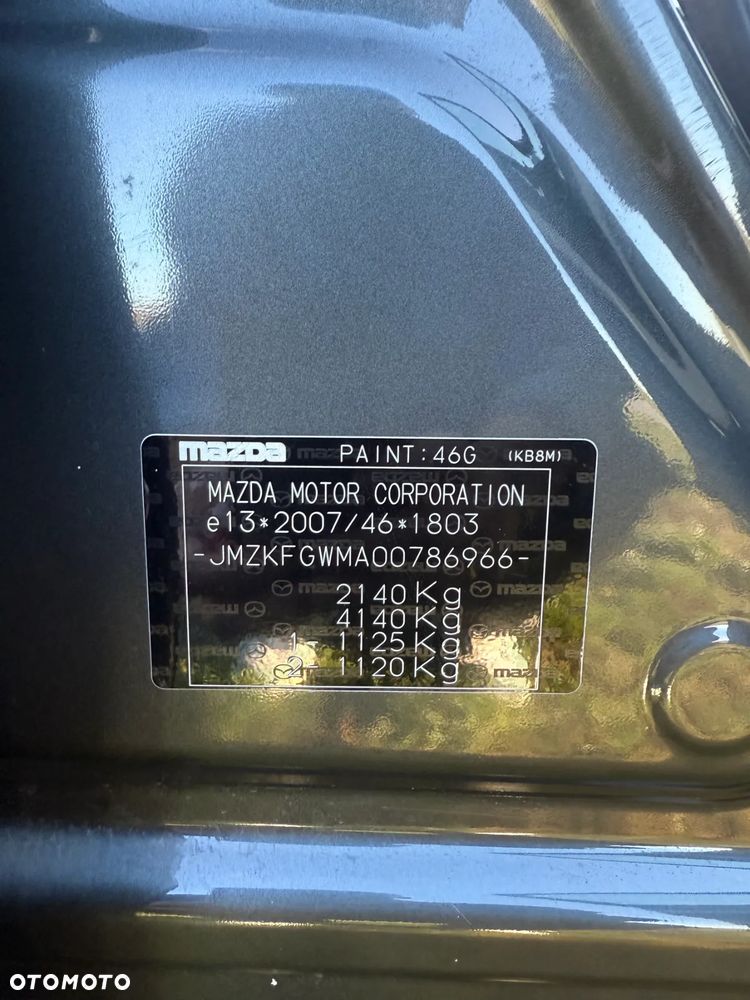 mazda PAINT:46G (KB8M)
MAZDA MOTOR CORPORATION
e13*2007/46*1803
-JMZKFGWMA00786966-
2140Kg
4140Kg
1- 1125Kg
2- 1120Kg
OTOMOTO